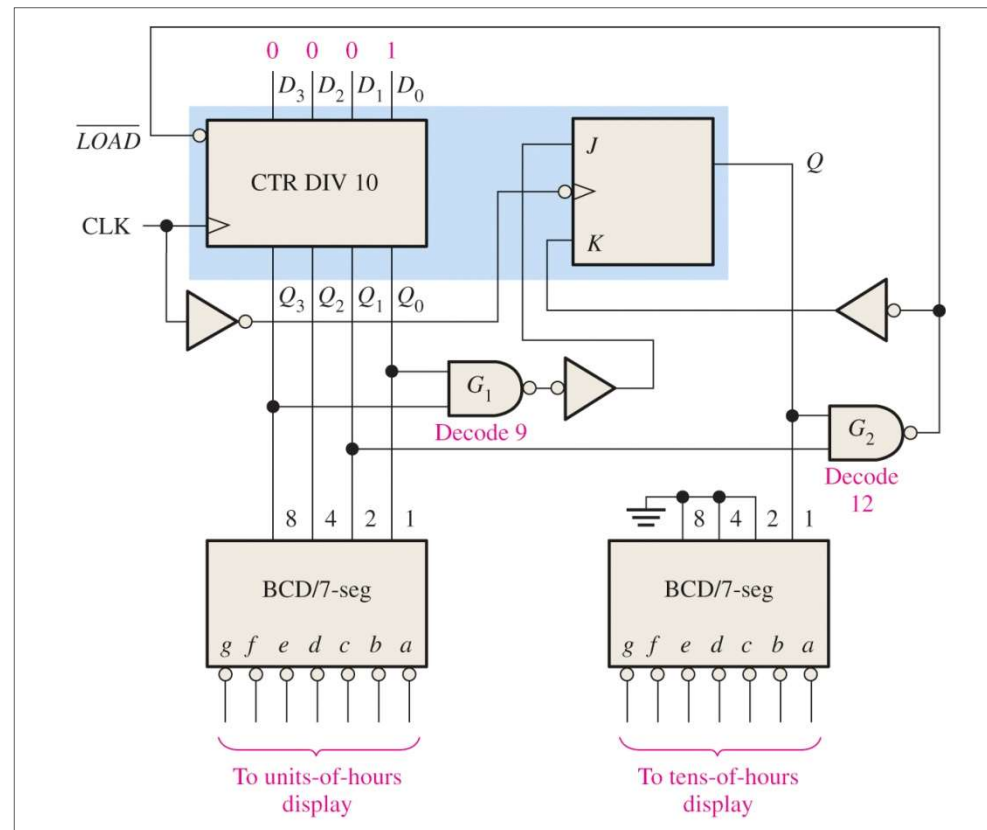 0 0 0 1
D3 D2 D1 D0
LOAD
CTR DIV 10
J
Q
CLK
K
Q3 Q2 Q1 Q0
G1
Decode 9
G2
Decode
12
8 4 2 1
8 4 2 1
BCD/7-seg
BCD/7-seg
g f e d c b a
g f e d c b a
To units-of-hours
display
To tens-of-hours
display